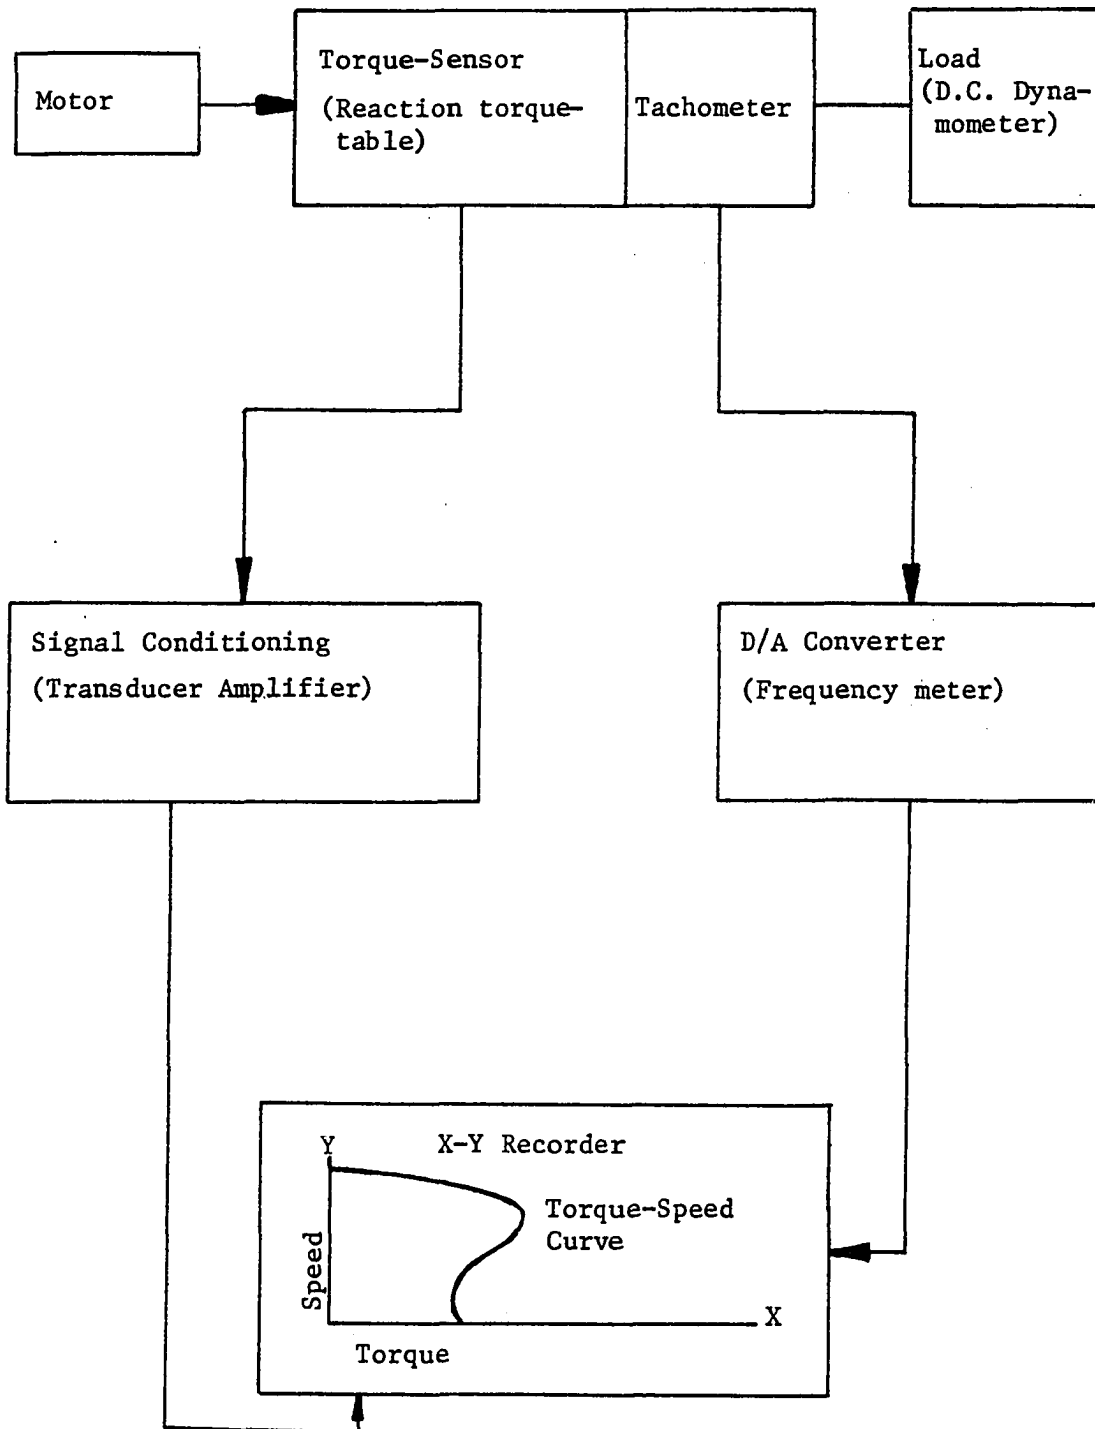 Motor
Torque-Sensor
(Reaction torque-
table)
Tachometer
Load
(D.C. Dyna-
mometer)
Signal Conditioning
(Transducer Amplifier)
D/A Converter
(Frequency meter)
Y
X-Y Recorder
Torque-Speed
Curve
Speed
X
Torque